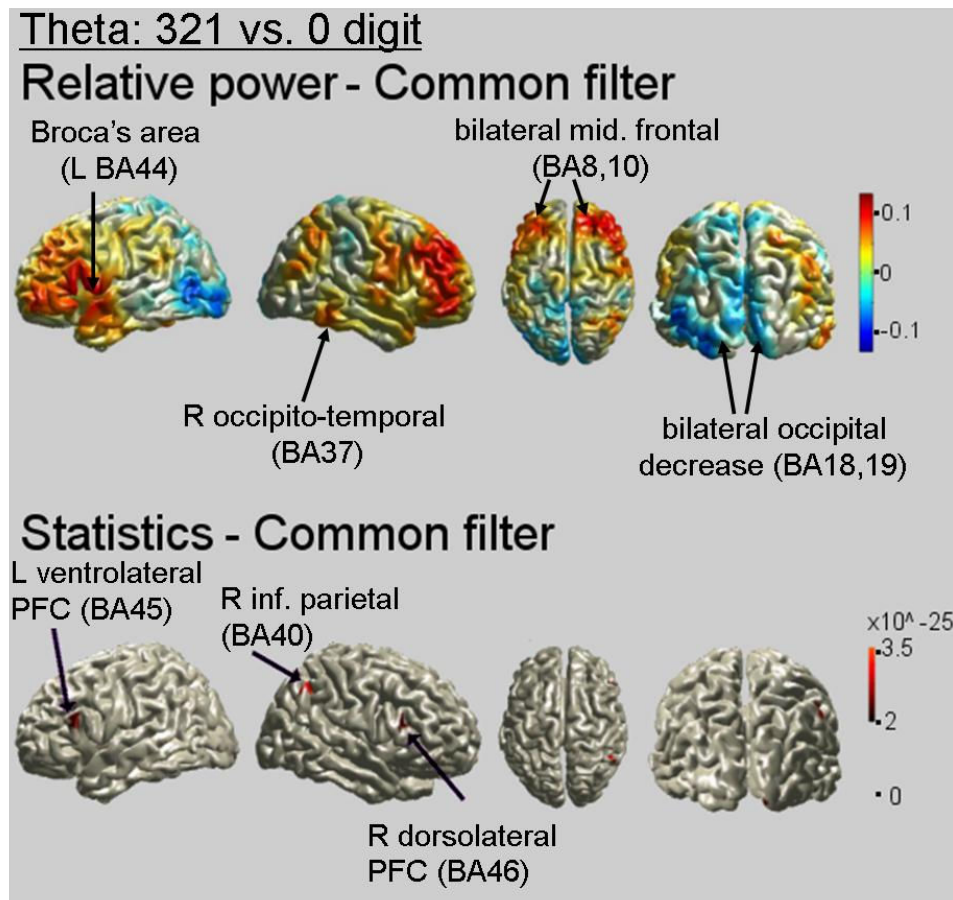 Theta: 321 vs. 0 digit
Relative power - Common filter
Broca's area
(L BA44)
bilateral mid. frontal
(BA8,10)
0.1
0
-0.1
R occipito-temporal
(BA37)
bilateral occipital
decrease (BA18,19)
Statistics - Common filter
L ventrolateral
PFC (BA45)
R inf. parietal
(BA40)
x10^ -25
3.5
2
0
R dorsolateral
PFC (BA46)